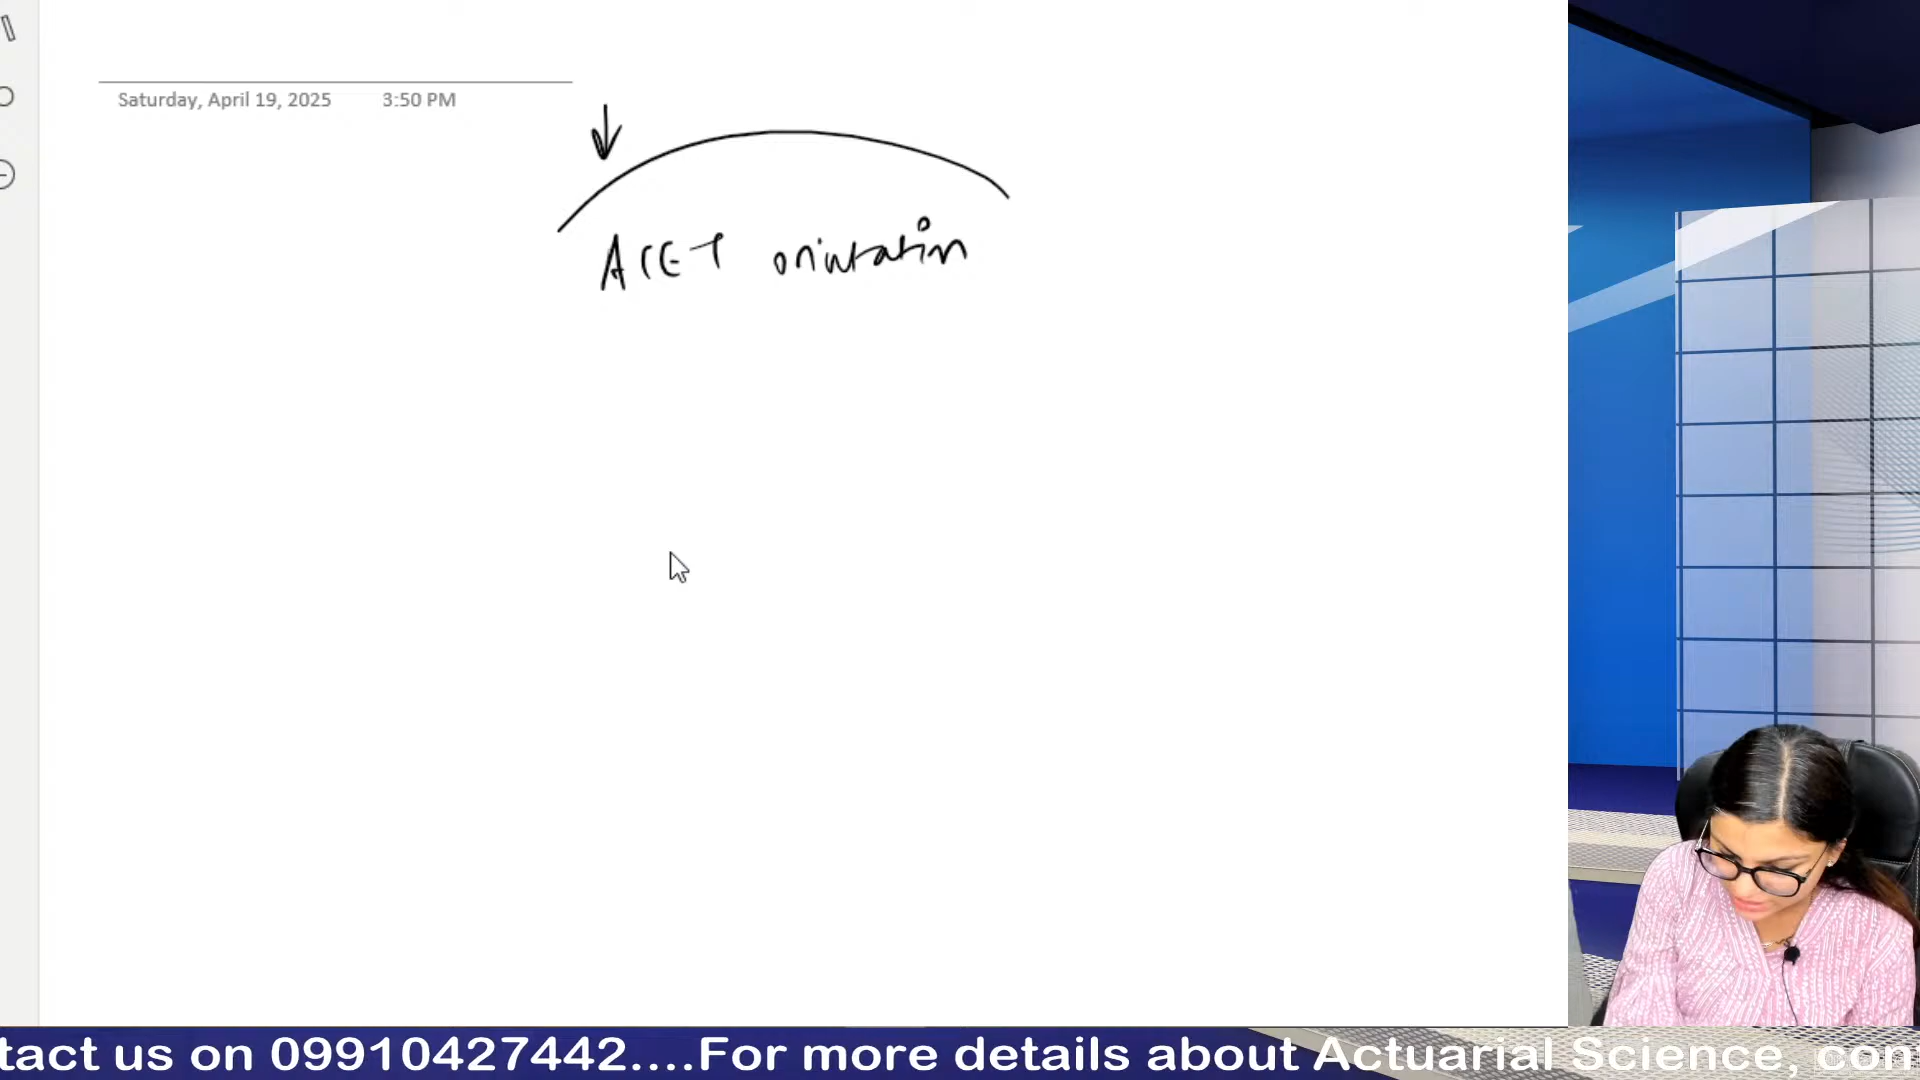 Saturday, April 19, 2025 3:50 PM
ACET orientation
tact us on 09910427442....For more details about Actuarial Science, con